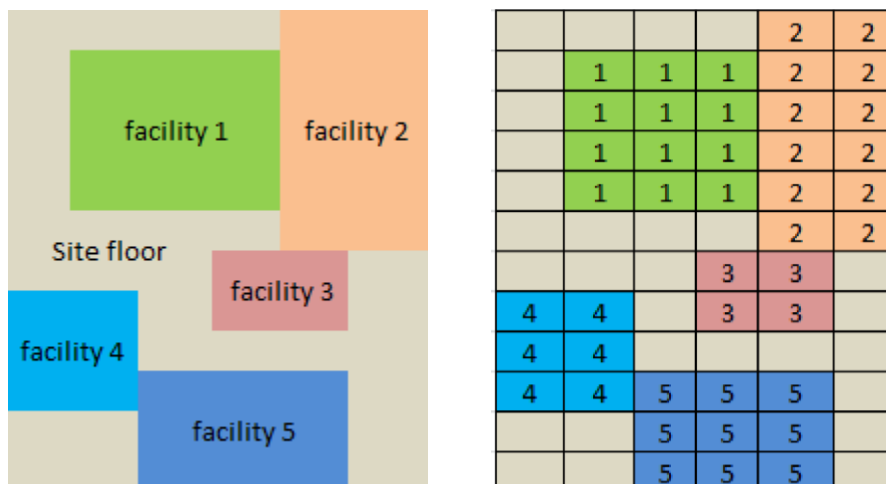 facility 1
facility 2
Site floor
facility 3
facility 4
facility 5
2 2
1 1 1 2 2
1 1 1 2 2
1 1 1 2 2
1 1 1 2 2
2 2
3 3
4 4 3 3
4 4
4 4 5 5 5
5 5 5
5 5 5